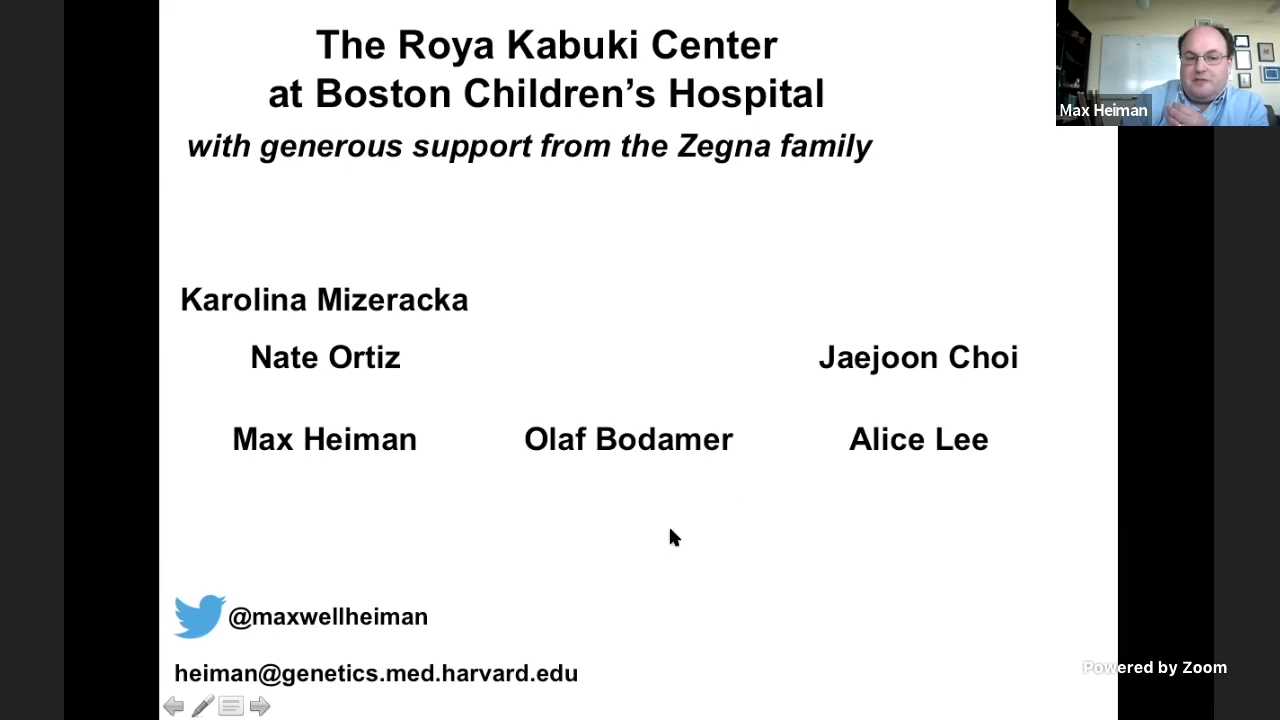 The Roya Kabuki Center
at Boston Children's Hospital
with generous support from the Zegna family
Max Heiman
Karolina Mizeracka
Nate Ortiz
Jaejoon Choi
Max Heiman
Olaf Bodamer
Alice Lee
@maxwellheiman
heiman@genetics.med.harvard.edu
Powered by Zoom